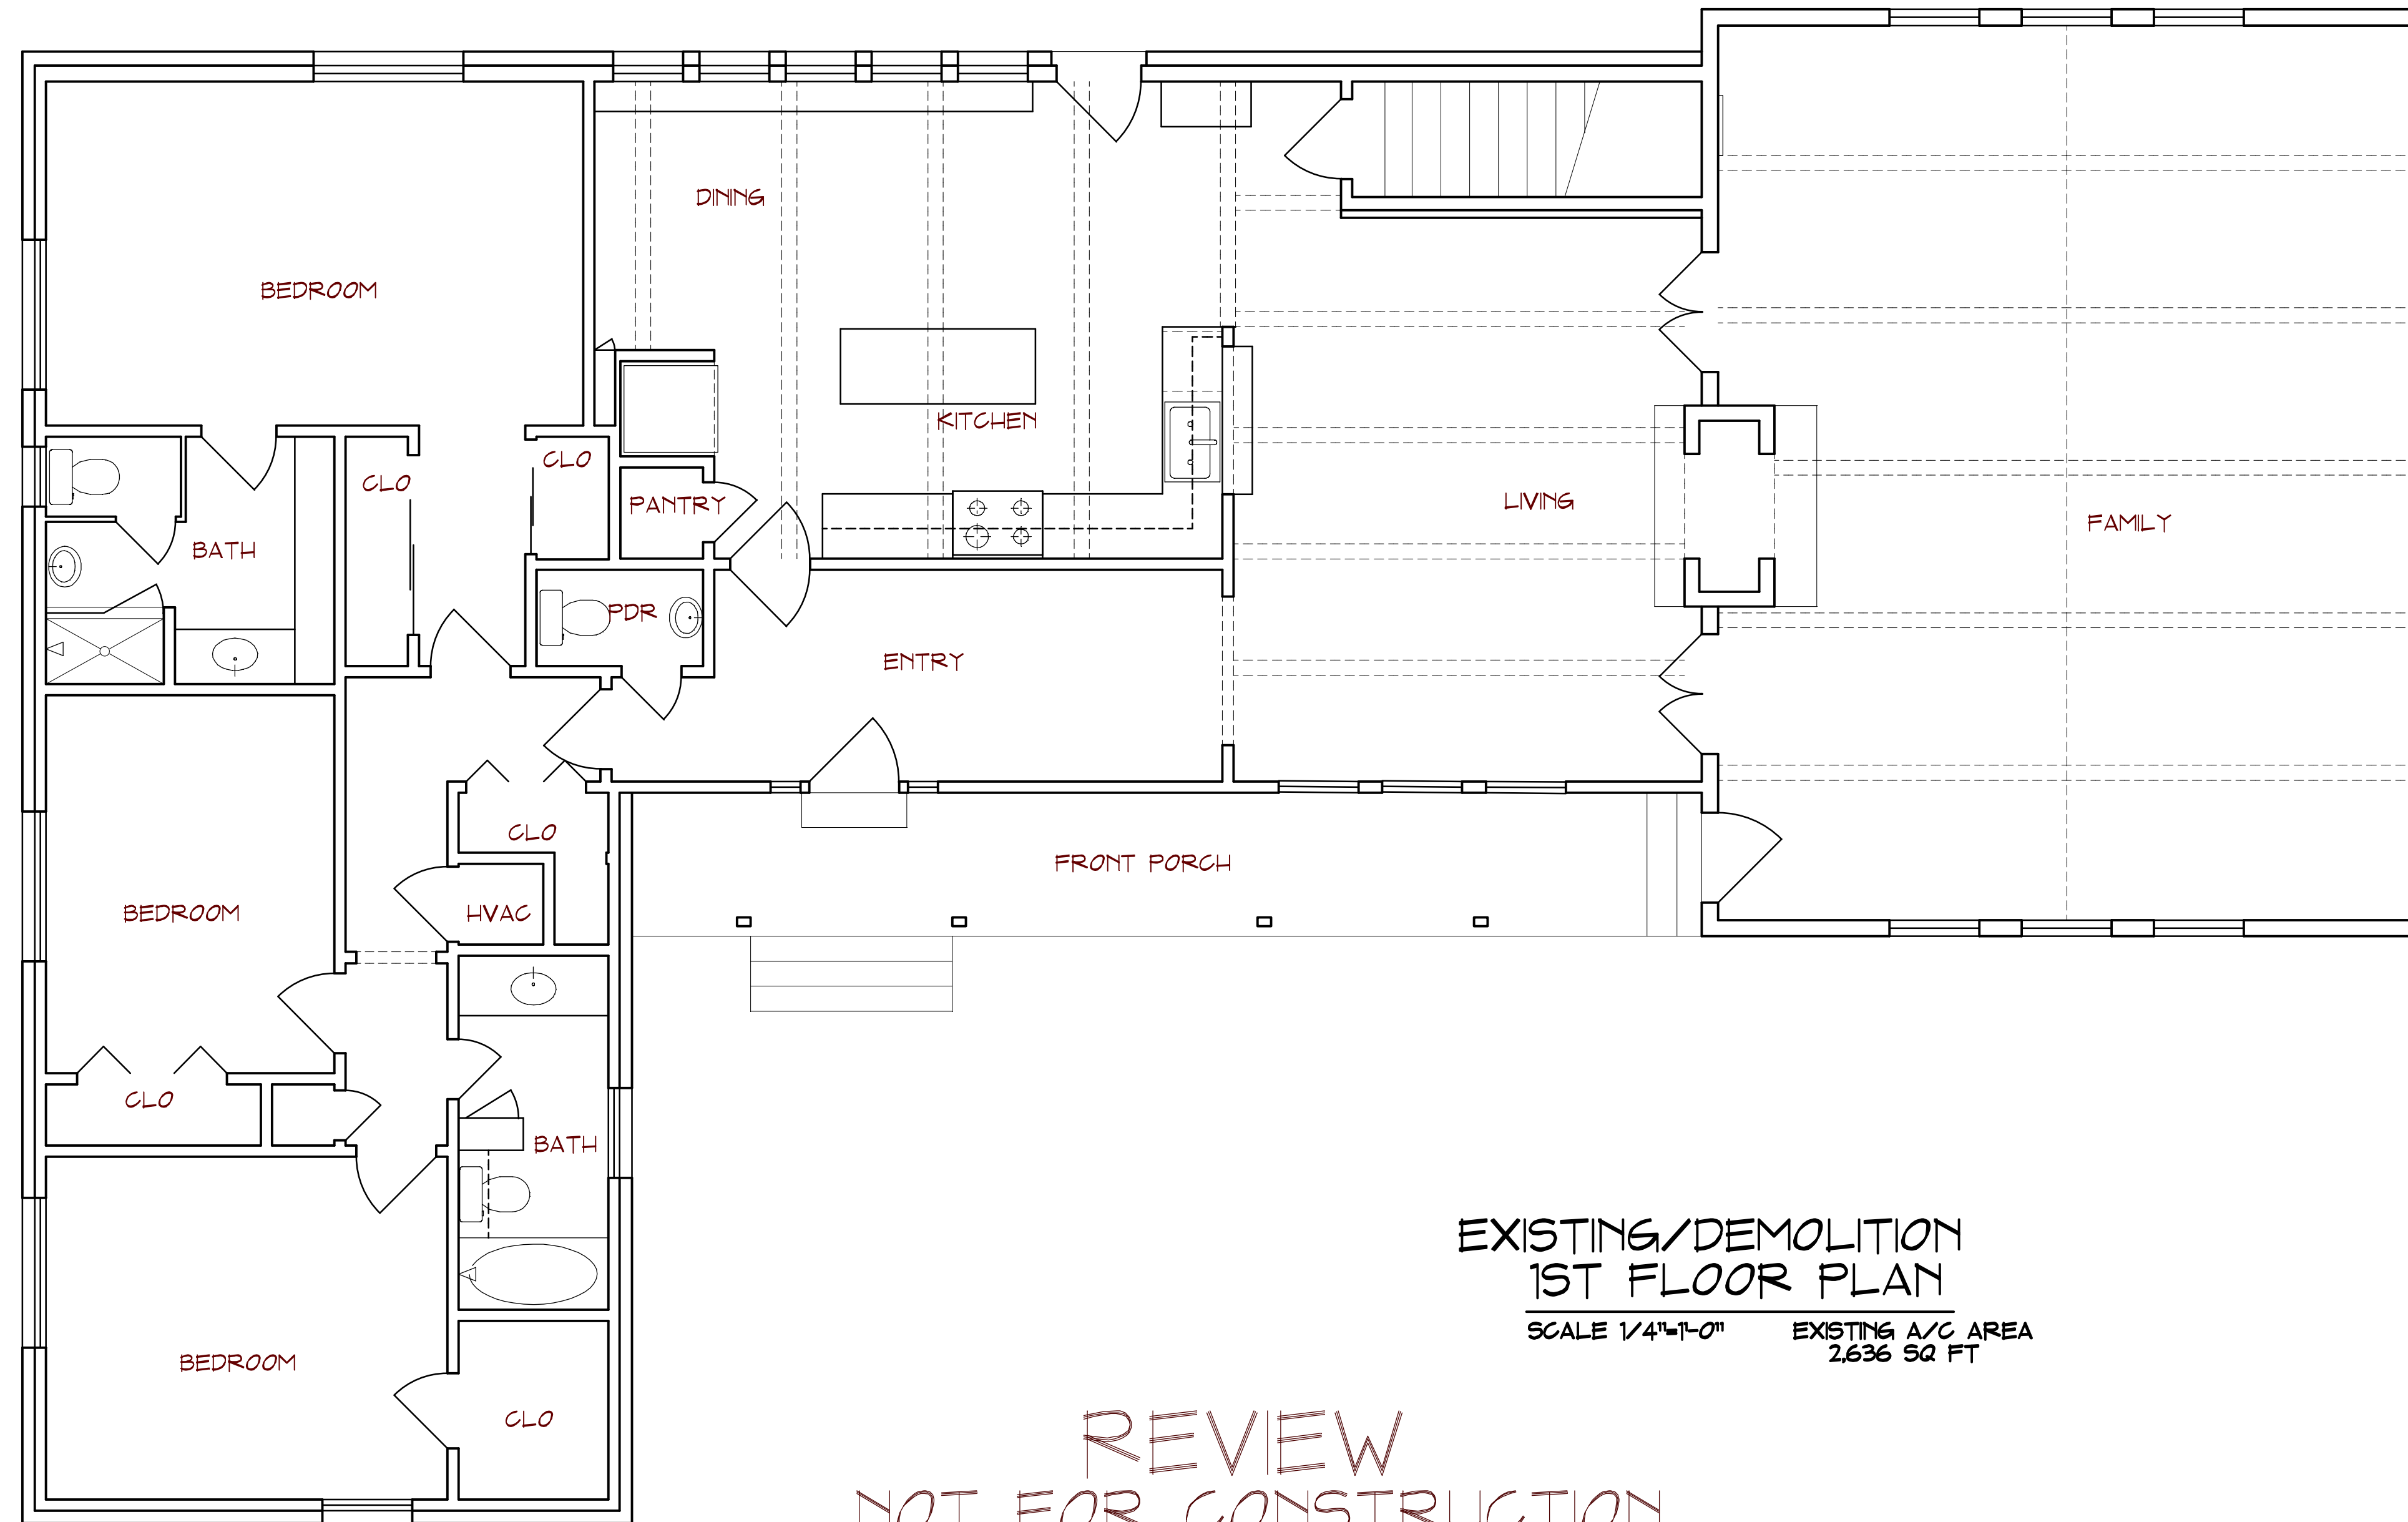 DINING
BEDROOM
KITCHEN
CLO
CLO
PANTRY
LIVING
FAMILY
BATH
PDR
ENTRY
CLO
FRONT PORCH
BEDROOM
HVAC
CLO
BATH
EXISTING/DEMOLITION
1ST FLOOR PLAN
SCALE 1/4"=1'-0"
EXISTING A/C AREA
2,636 SQ FT
BEDROOM
CLO
REVIEW
NOT FOR CONSTRUCTION